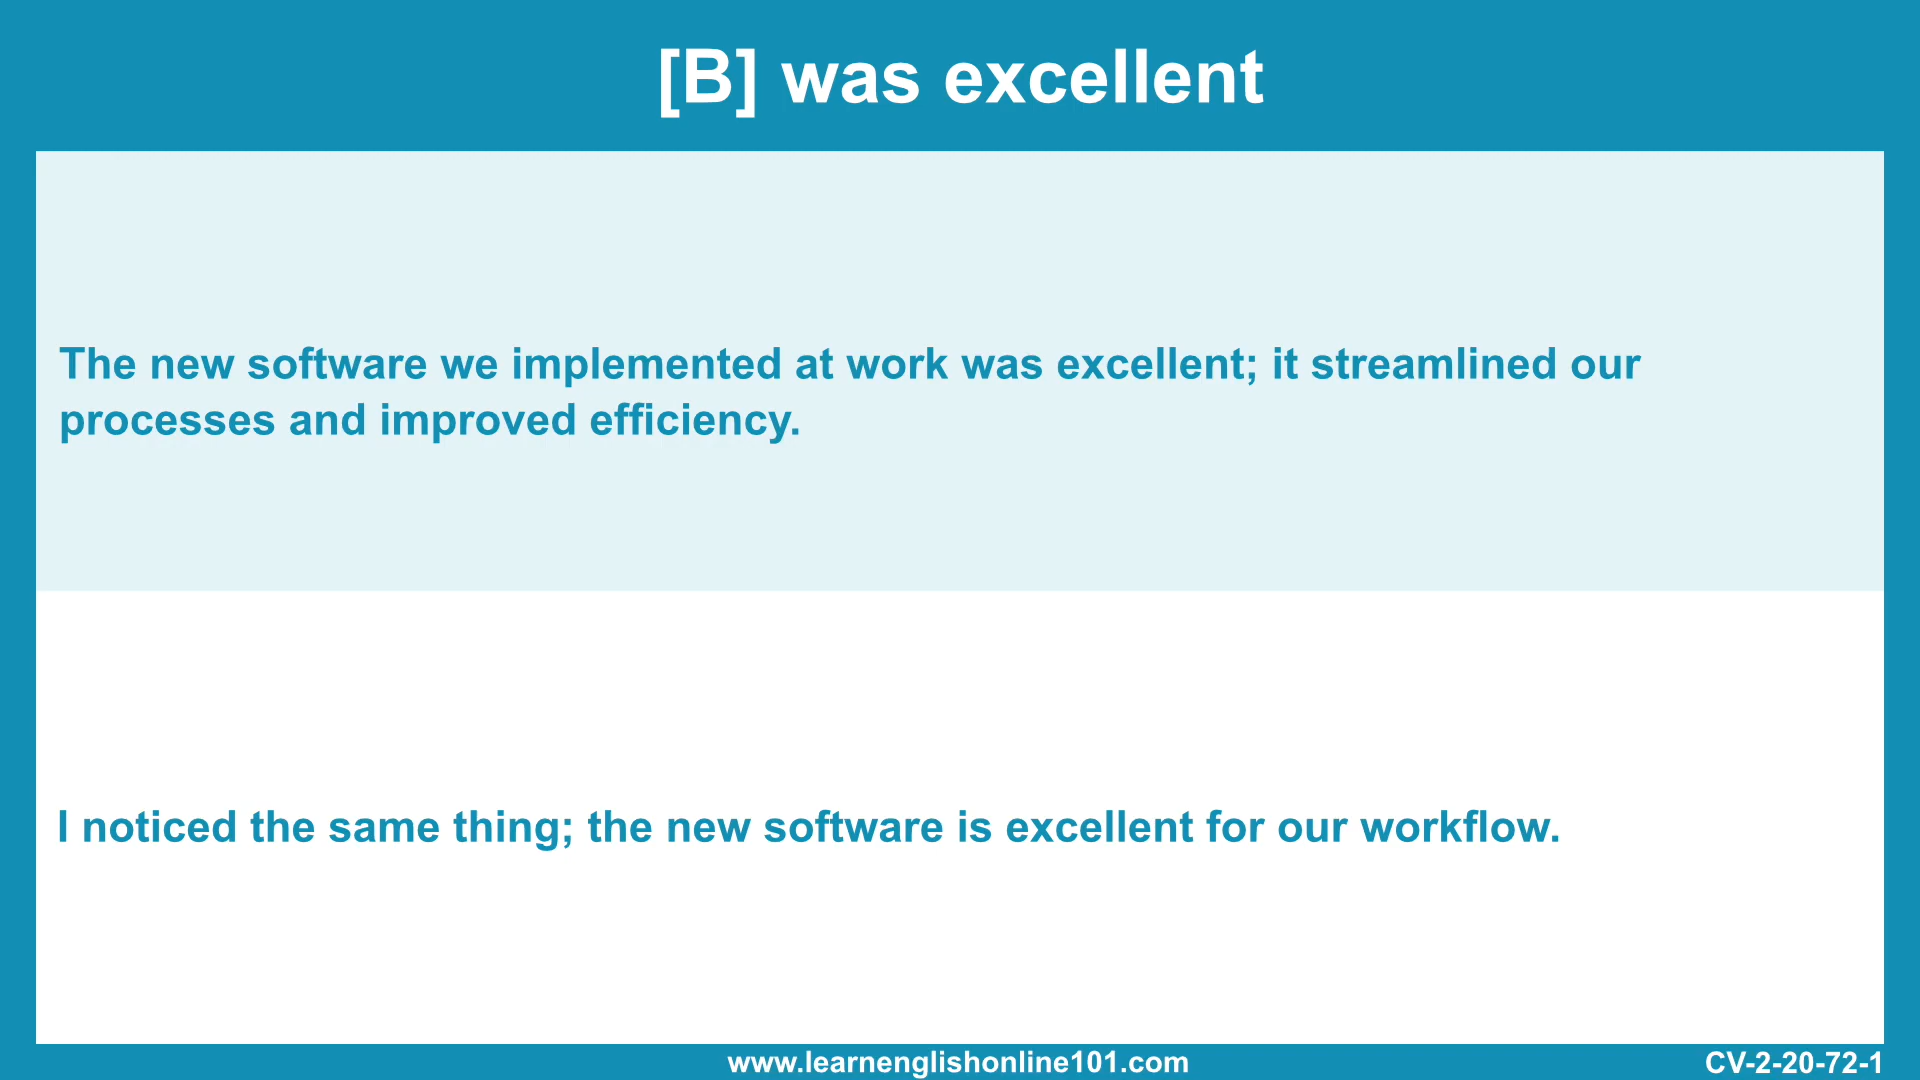 [B] was excellent
The new software we implemented at work was excellent; it streamlined our
processes and improved efficiency.
I noticed the same thing; the new software is excellent for our workflow.
www.learnenglishonline101.com
CV-2-20-72-1